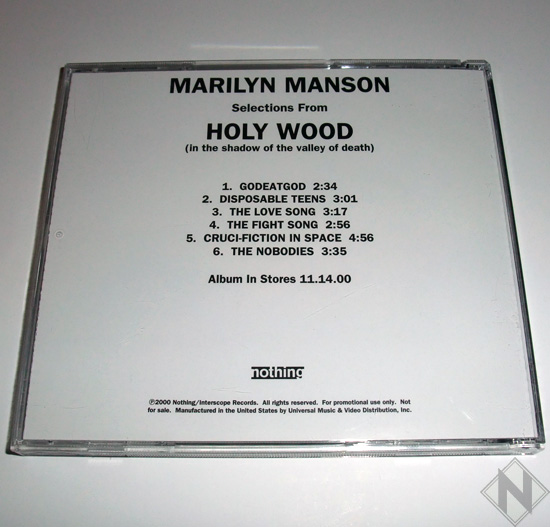 MARILYN MANSON
Selections From
HOLY WOOD
(in the shadow of the valley of death)
1. GODEATGOD 2:34
2. DISPOSABLE TEENS 3:01
3. THE LOVE SONG 3:17
4. THE FIGHT SONG 2:56
5. CRUCI-FICTION IN SPACE 4:56
6. THE NOBODIES 3:35
Album In Stores 11.14.00
nothing
℗2000 Nothing/Interscope Records. All rights reserved. For promotional use only. Not
for sale. Manufactured in the United States by Universal Music & Video Distribution, Inc.
N